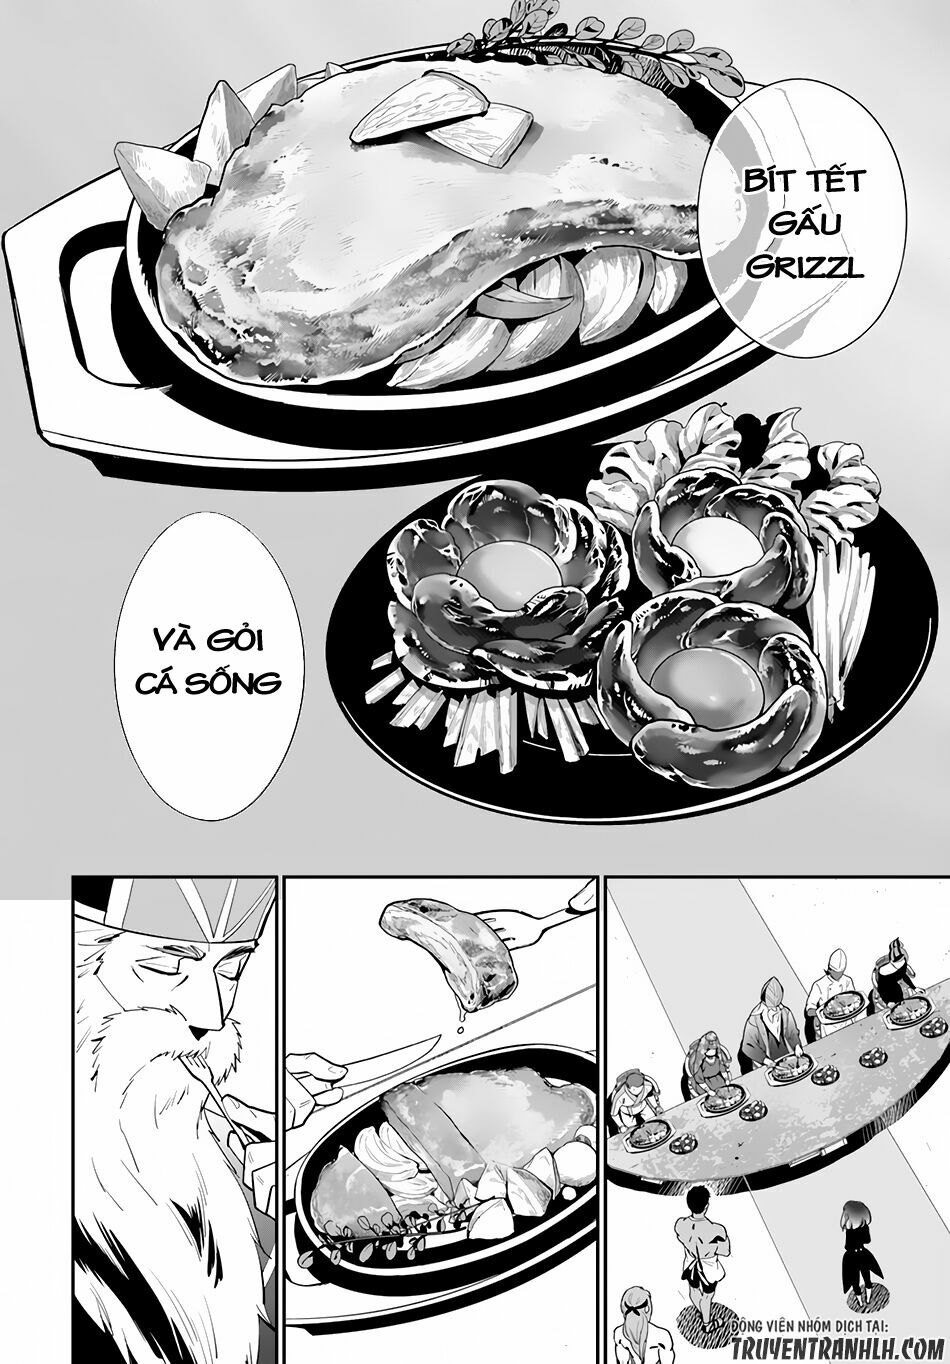 BÍT TẾT
GẤU
GRIZZL
VÀ GỎI
CÁ SỐNG
ĐỘNG VIÊN NHÓM DỊCH TẠI:
TRUYENTRANHLH.COM